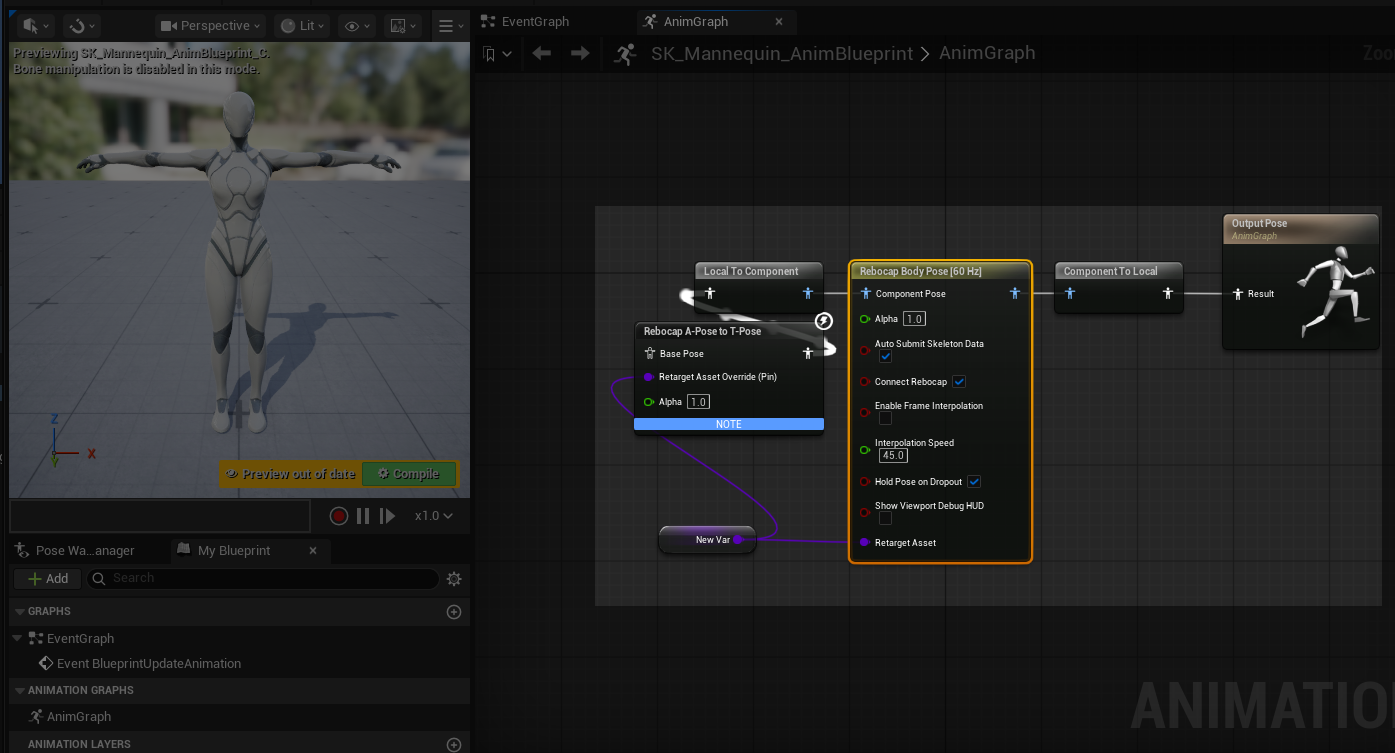 Perspective
Lit
Previewing SK_Mannequin_AnimBlueprint_C.
Bone manipulation is disabled in this mode.
Z
X
Y
Preview out of date
Compile
x1.0
Pose Wa...anager
My Blueprint
Add
Search
GRAPHS
EventGraph
Event BlueprintUpdateAnimation
ANIMATION GRAPHS
AnimGraph
ANIMATION LAYERS
EventGraph
AnimGraph
SK_Mannequin_AnimBlueprint > AnimGraph
Zoo
Local To Component
Rebocap A-Pose to T-Pose
Base Pose
Retarget Asset Override (Pin)
Alpha 1.0
NOTE
New Var
Rebocap Body Pose [60 Hz]
Component Pose
Alpha 1.0
Auto Submit Skeleton Data
Connect Rebocap
Enable Frame Interpolation
Interpolation Speed
45.0
Hold Pose on Dropout
Show Viewport Debug HUD
Retarget Asset
Component To Local
Output Pose
AnimGraph
Result
ANIMATIO